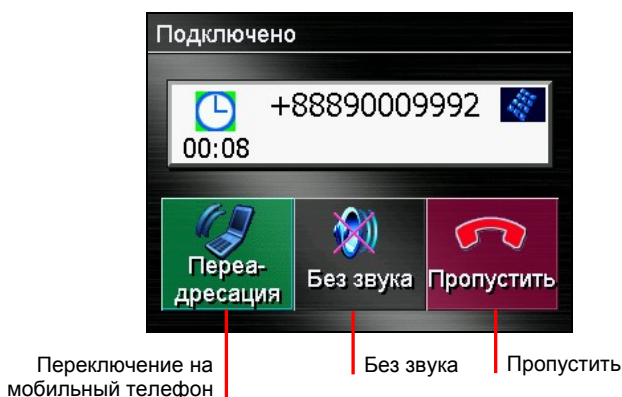 Подключено
+88890009992
00:08
Переа-
дресация
Без звука
Пропустить
Переключение на
мобильный телефон
Без звука
Пропустить